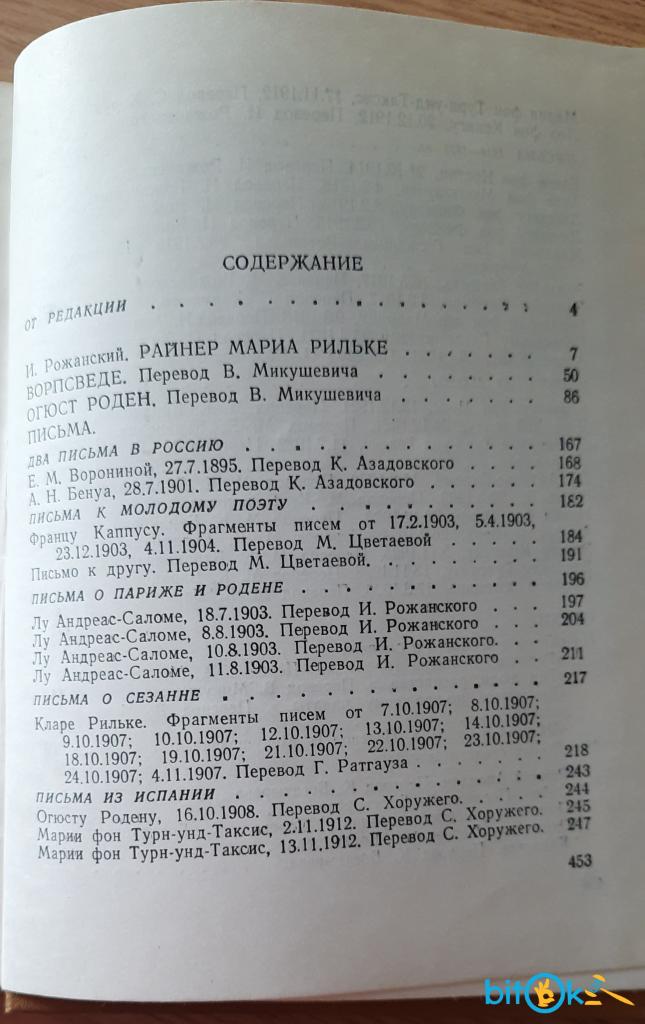 СОДЕРЖАНИЕ
ОТ РЕДАКЦИИ . . . . . . . . . . . . . . . 4
И. Рожанский. РАЙНЕР МАРИА РИЛЬКЕ . . . . . . 7
ВОРПСВЕДЕ. Перевод В. Микушевича . . . . . . . 50
ОГЮСТ РОДЕН. Перевод В. Микушевича . . . . . . 86
ПИСЬМА.
ДВА ПИСЬМА В РОССИЮ . . . . . . . . . . . . 167
Е. М. Ворониной, 27.7.1895. Перевод К. Азадовского . . . . 168
А. Н. Бенуа, 28.7.1901. Перевод К. Азадовского . . . . . 174
ПИСЬМА К МОЛОДОМУ ПОЭТУ . . . . . . . . . . 182
Францу Каппусу. Фрагменты писем от 17.2.1903, 5.4.1903,
23.12.1903, 4.11.1904. Перевод М. Цветаевой . . . . . 184
Письмо к другу. Перевод М. Цветаевой. . . . . . . . 191
ПИСЬМА О ПАРИЖЕ И РОДЕНЕ . . . . . . . . . . 196
Лу Андреас-Саломе, 18.7.1903. Перевод И. Рожанского . . . 197
Лу Андреас-Саломе, 8.8.1903. Перевод И. Рожанского . . . 204
Лу Андреас-Саломе, 10.8.1903. Перевод И. Рожанского.
Лу Андреас-Саломе, 11.8.1903. Перевод И. Рожанского . . 211
ПИСЬМА О СЕЗАННЕ . . . . . . . . . . . . . 217
Кларе Рильке. Фрагменты писем от 7.10.1907; 8.10.1907;
9.10.1907; 10.10.1907; 12.10.1907; 13.10.1907; 14.10.1907;
18.10.1907; 19.10.1907; 21.10.1907; 22.10.1907; 23.10.1907;
24.10.1907; 4.11.1907. Перевод Г. Ратгауза . . . . . . 218
ПИСЬМА ИЗ ИСПАНИИ . . . . . . . . . . . . 243
Огюсту Родену, 16.10.1908. Перевод С. Хоружего. . . . . 244
Марии фон Турн-унд-Таксис, 2.11.1912. Перевод С. Хоружего. 245
Марии фон Турн-унд-Таксис, 13.11.1912. Перевод С. Хоружего. 247
453
bitok